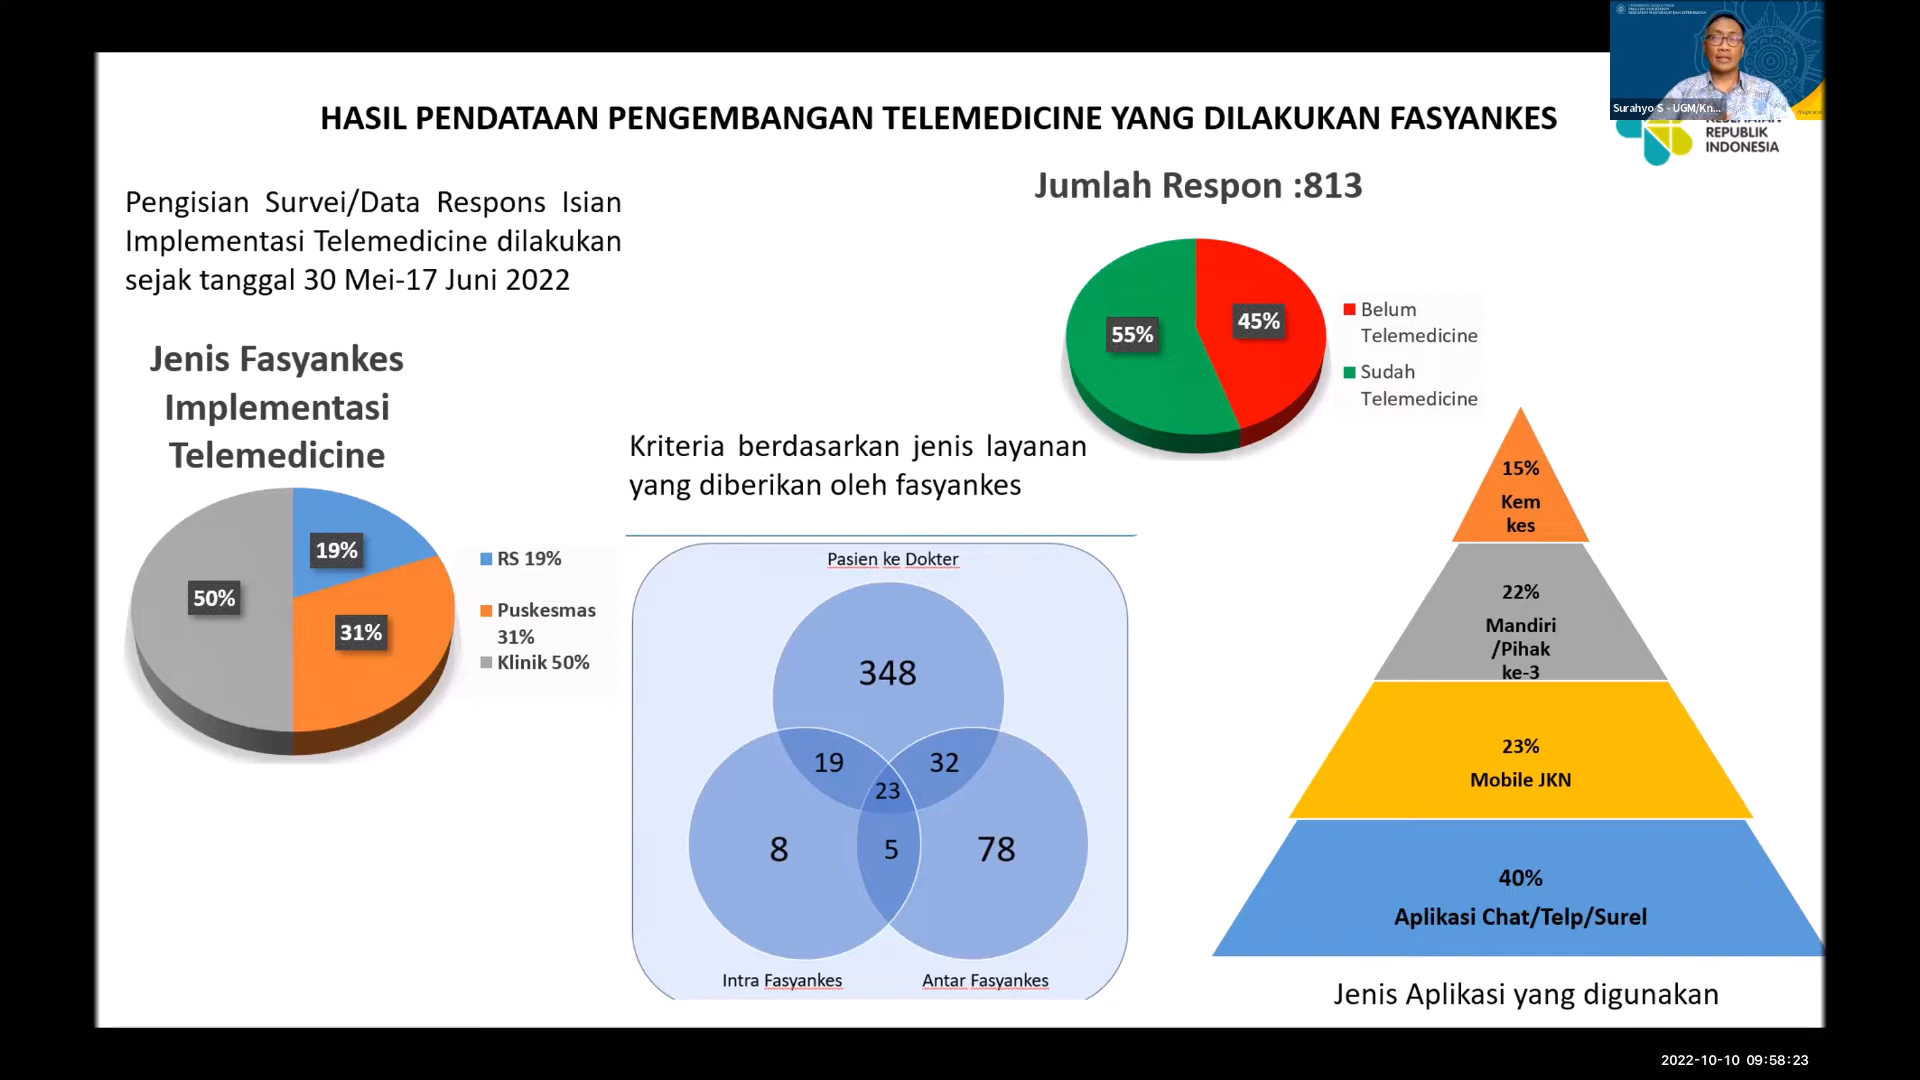 HASIL PENDATAAN PENGEMBANGAN TELEMEDICINE YANG DILAKUKAN FASYANKES
Surahyo S - UGM/Kn...
REPUBLIK
INDONESIA
Pengisian Survei/Data Respons Isian
Implementasi Telemedicine dilakukan
sejak tanggal 30 Mei-17 Juni 2022
Jumlah Respon :813
55%
45%
Belum
Telemedicine
Sudah
Telemedicine
Jenis Fasyankes
Implementasi
Telemedicine
19%
50%
31%
RS 19%
Puskesmas
31%
Klinik 50%
Kriteria berdasarkan jenis layanan
yang diberikan oleh fasyankes
Pasien ke Dokter
348
19
32
23
8
5
78
Intra Fasyankes
Antar Fasyankes
15%
Kem
kes
22%
Mandiri
/Pihak
ke-3
23%
Mobile JKN
40%
Aplikasi Chat/Telp/Surel
Jenis Aplikasi yang digunakan
2022-10-10 09:58:23